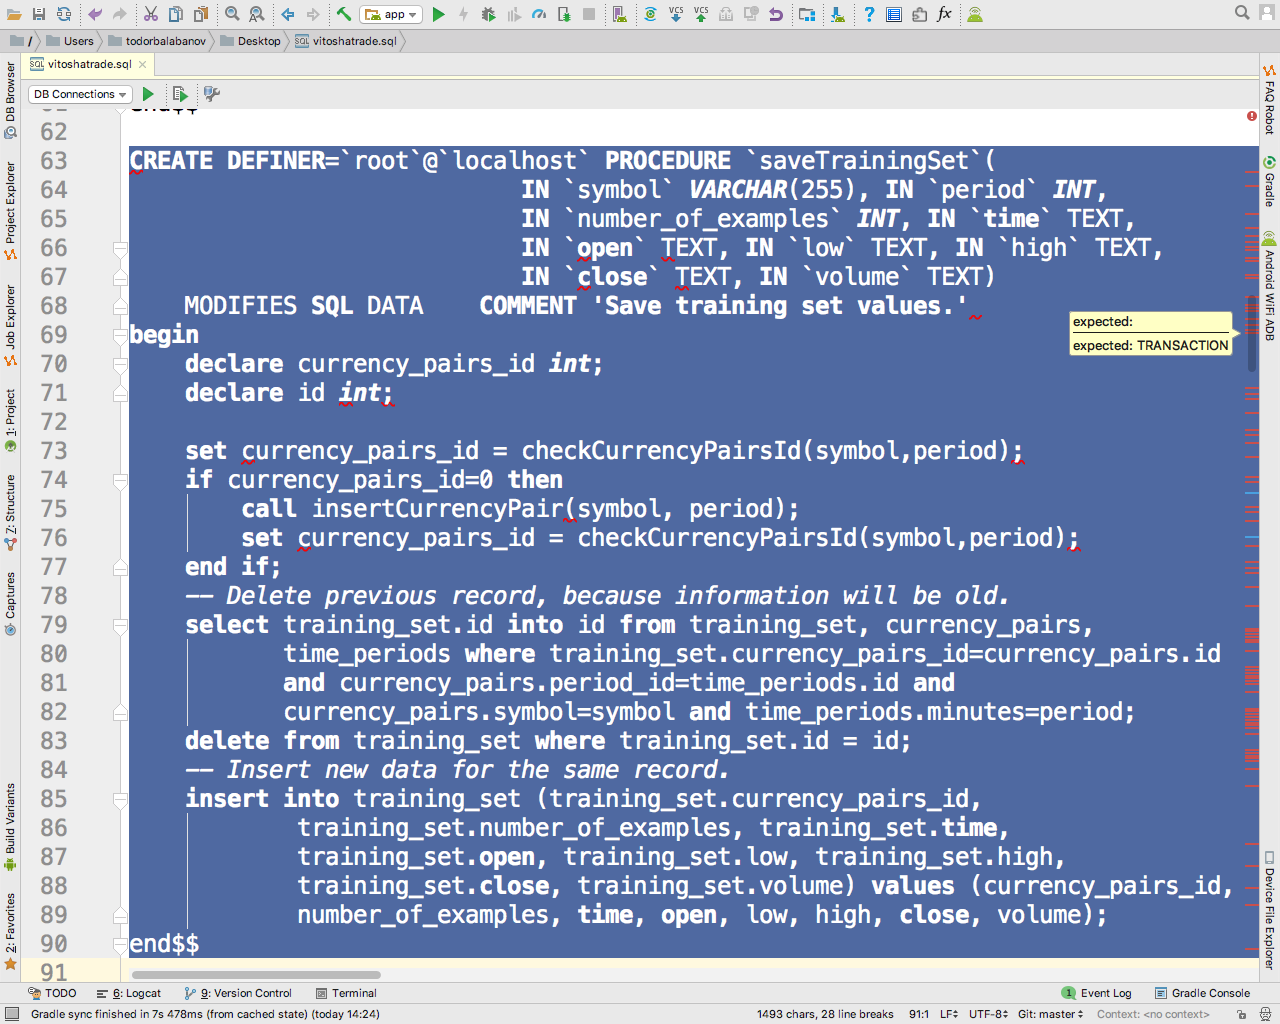 app
VCS
VCS
fx
/
Users
todorbalabanov
Desktop
vitoshatrade.sql
vitoshatrade.sql
DB Connections
61 end$$
62
63 CREATE DEFINER=`root`@`localhost` PROCEDURE `saveTrainingSet`(
64 IN `symbol` VARCHAR(255), IN `period` INT,
65 IN `number_of_examples` INT, IN `time` TEXT,
66 IN `open` TEXT, IN `low` TEXT, IN `high` TEXT,
67 IN `close` TEXT, IN `volume` TEXT)
68 MODIFIES SQL DATA    COMMENT 'Save training set values.'
69 begin
70 declare currency_pairs_id int;
71 declare id int;
72
73 set currency_pairs_id = checkCurrencyPairsId(symbol,period);
74 if currency_pairs_id=0 then
75 call insertCurrencyPair(symbol, period);
76 set currency_pairs_id = checkCurrencyPairsId(symbol,period);
77 end if;
78 -- Delete previous record, because information will be old.
79 select training_set.id into id from training_set, currency_pairs,
80 time_periods where training_set.currency_pairs_id=currency_pairs.id
81 and currency_pairs.period_id=time_periods.id and
82 currency_pairs.symbol=symbol and time_periods.minutes=period;
83 delete from training_set where training_set.id = id;
84 -- Insert new data for the same record.
85 insert into training_set (training_set.currency_pairs_id,
86 training_set.number_of_examples, training_set.time,
87 training_set.open, training_set.low, training_set.high,
88 training_set.close, training_set.volume) values (currency_pairs_id,
89 number_of_examples, time, open, low, high, close, volume);
90 end$$
91
expected:
expected: TRANSACTION
DB Browser
Project Explorer
Job Explorer
1: Project
7: Structure
Captures
Build Variants
2: Favorites
FAQ Robot
Gradle
Android WiFi ADB
Device File Explorer
TODO
6: Logcat
9: Version Control
Terminal
1 Event Log
Gradle Console
Gradle sync finished in 7s 478ms (from cached state) (today 14:24)
1493 chars, 28 line breaks
91:1
LF
UTF-8
Git: master
Context: <no context>